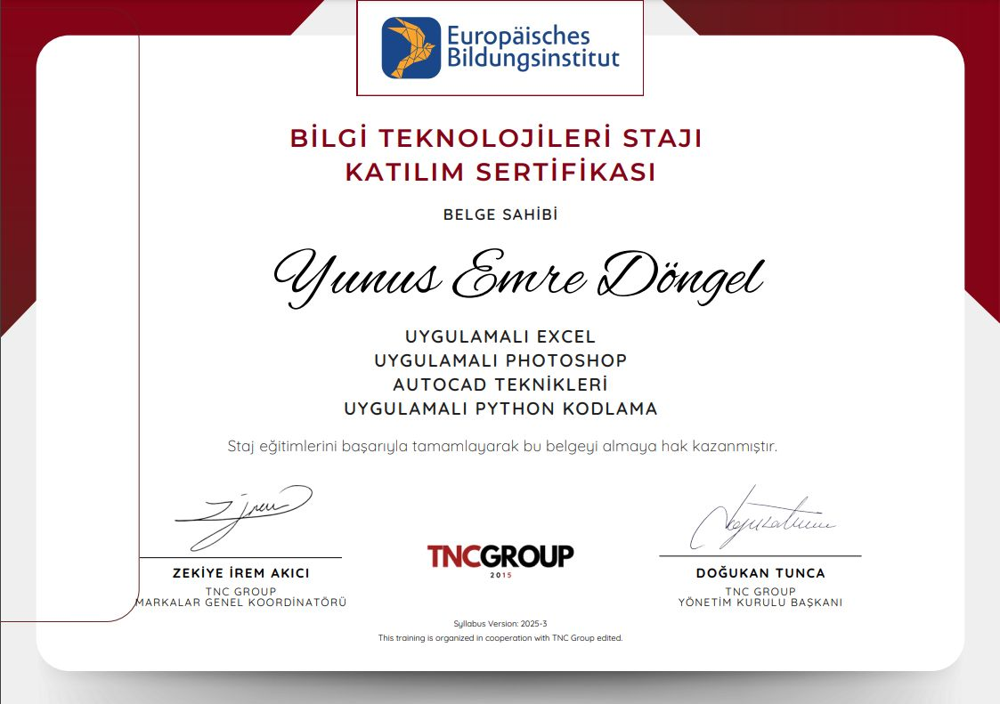 Europäisches
Bildungsinstitut
BİLGİ TEKNOLOJİLERİ STAJI
KATILIM SERTİFİKASI
BELGE SAHİBİ
Yunus Emre Döngel
UYGULAMALI EXCEL
UYGULAMALI PHOTOSHOP
AUTOCAD TEKNİKLERİ
UYGULAMALI PYTHON KODLAMA
Staj eğitimlerini başarıyla tamamlayarak bu belgeyi almaya hak kazanmıştır.
ZEKİYE İREM AKICI
TNC GROUP
MARKALAR GENEL KOORDİNATÖRÜ
TNCGROUP
2015
DOĞUKAN TUNCA
TNC GROUP
YÖNETİM KURULU BAŞKANI
Syllabus Version: 2025-3
This training is organized in cooperation with TNC Group edited.